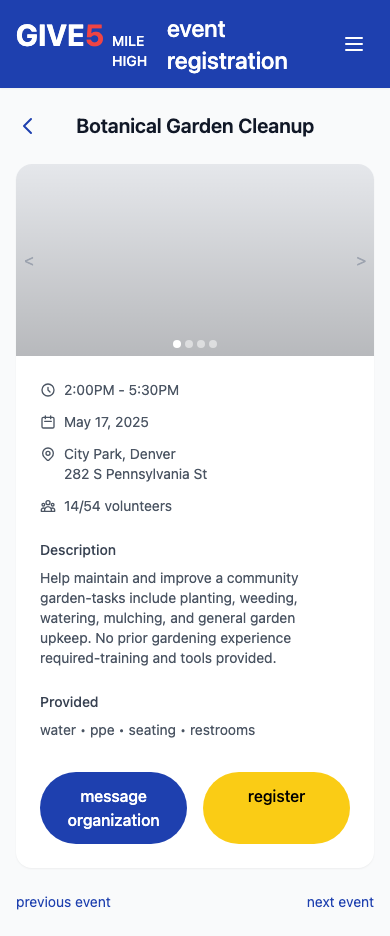 GIVE5 MILE HIGH
event registration
Botanical Garden Cleanup
< >
2:00PM - 5:30PM
May 17, 2025
City Park, Denver
282 S Pennsylvania St
14/54 volunteers
Description
Help maintain and improve a community
garden-tasks include planting, weeding,
watering, mulching, and general garden
upkeep. No prior gardening experience
required-training and tools provided.
Provided
water • ppe • seating • restrooms
message
organization
register
previous event
next event